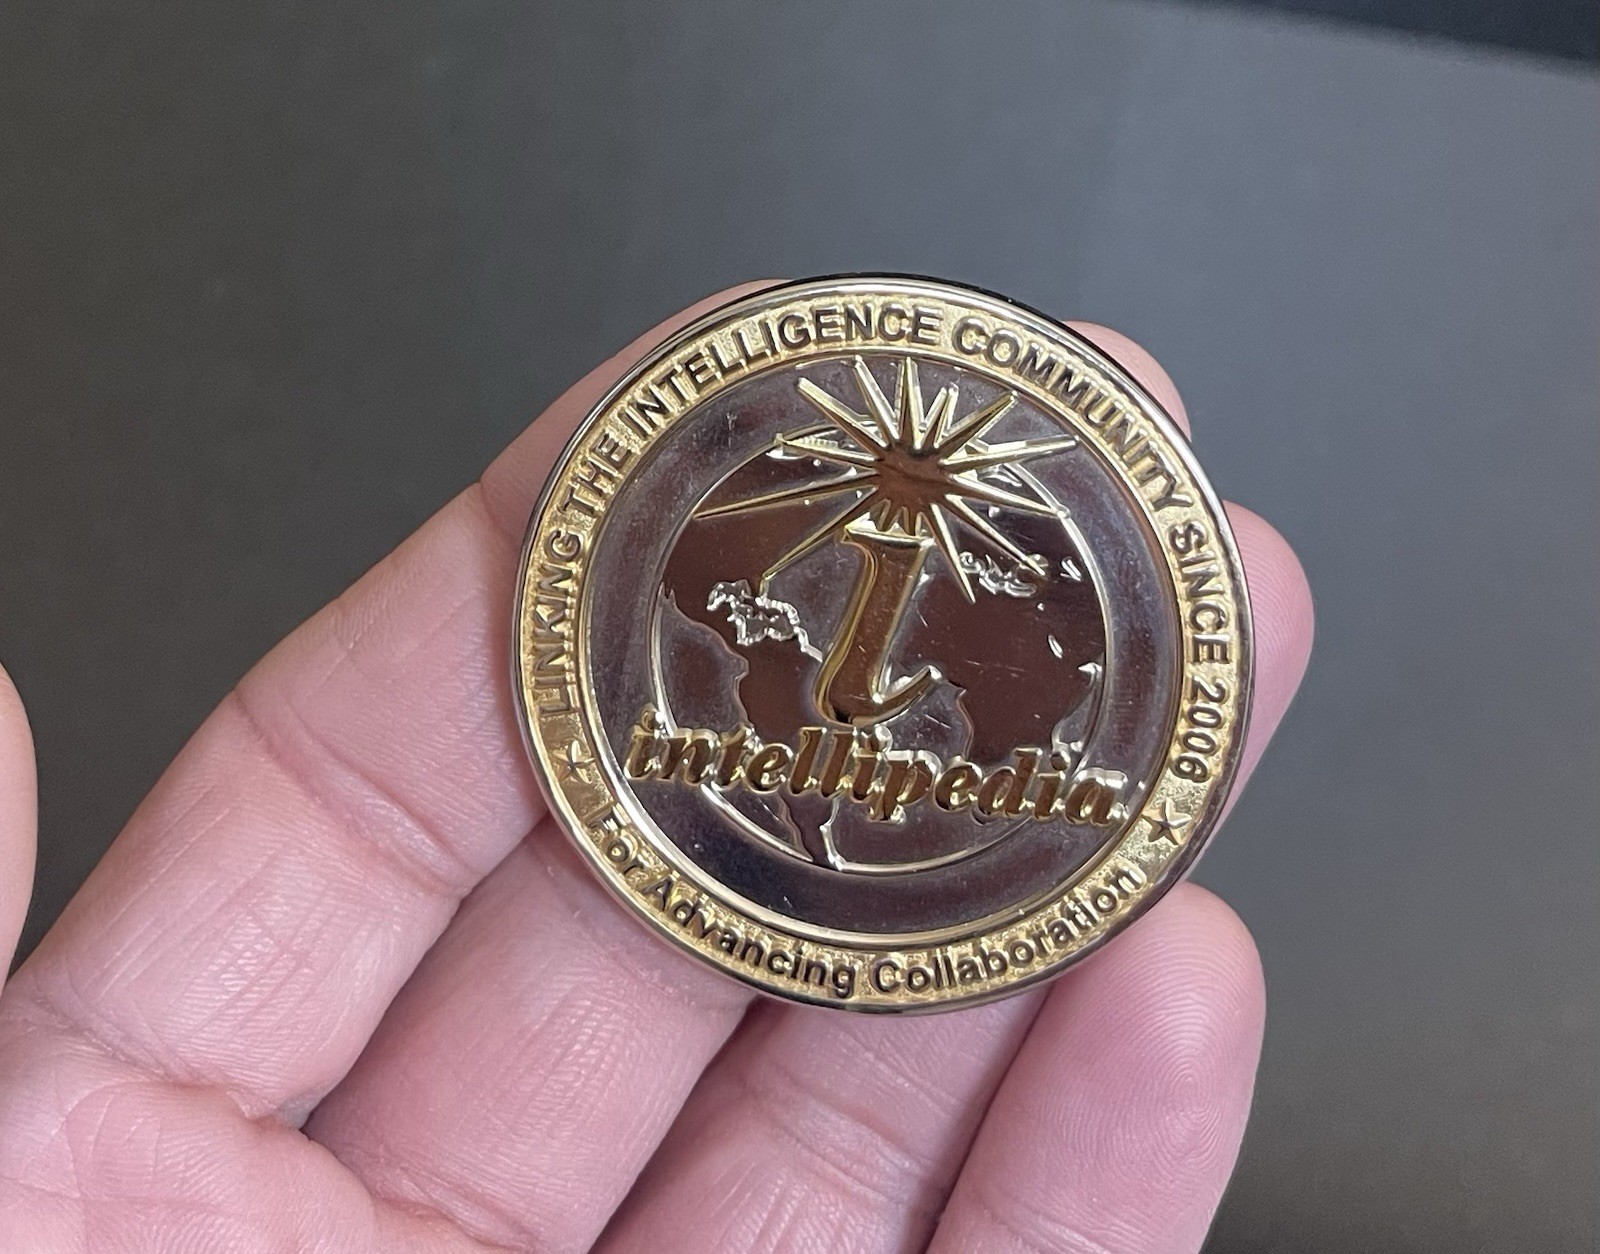 LINKING THE INTELLIGENCE COMMUNITY SINCE 2006
i
intellipedia
For Advancing Collaboration